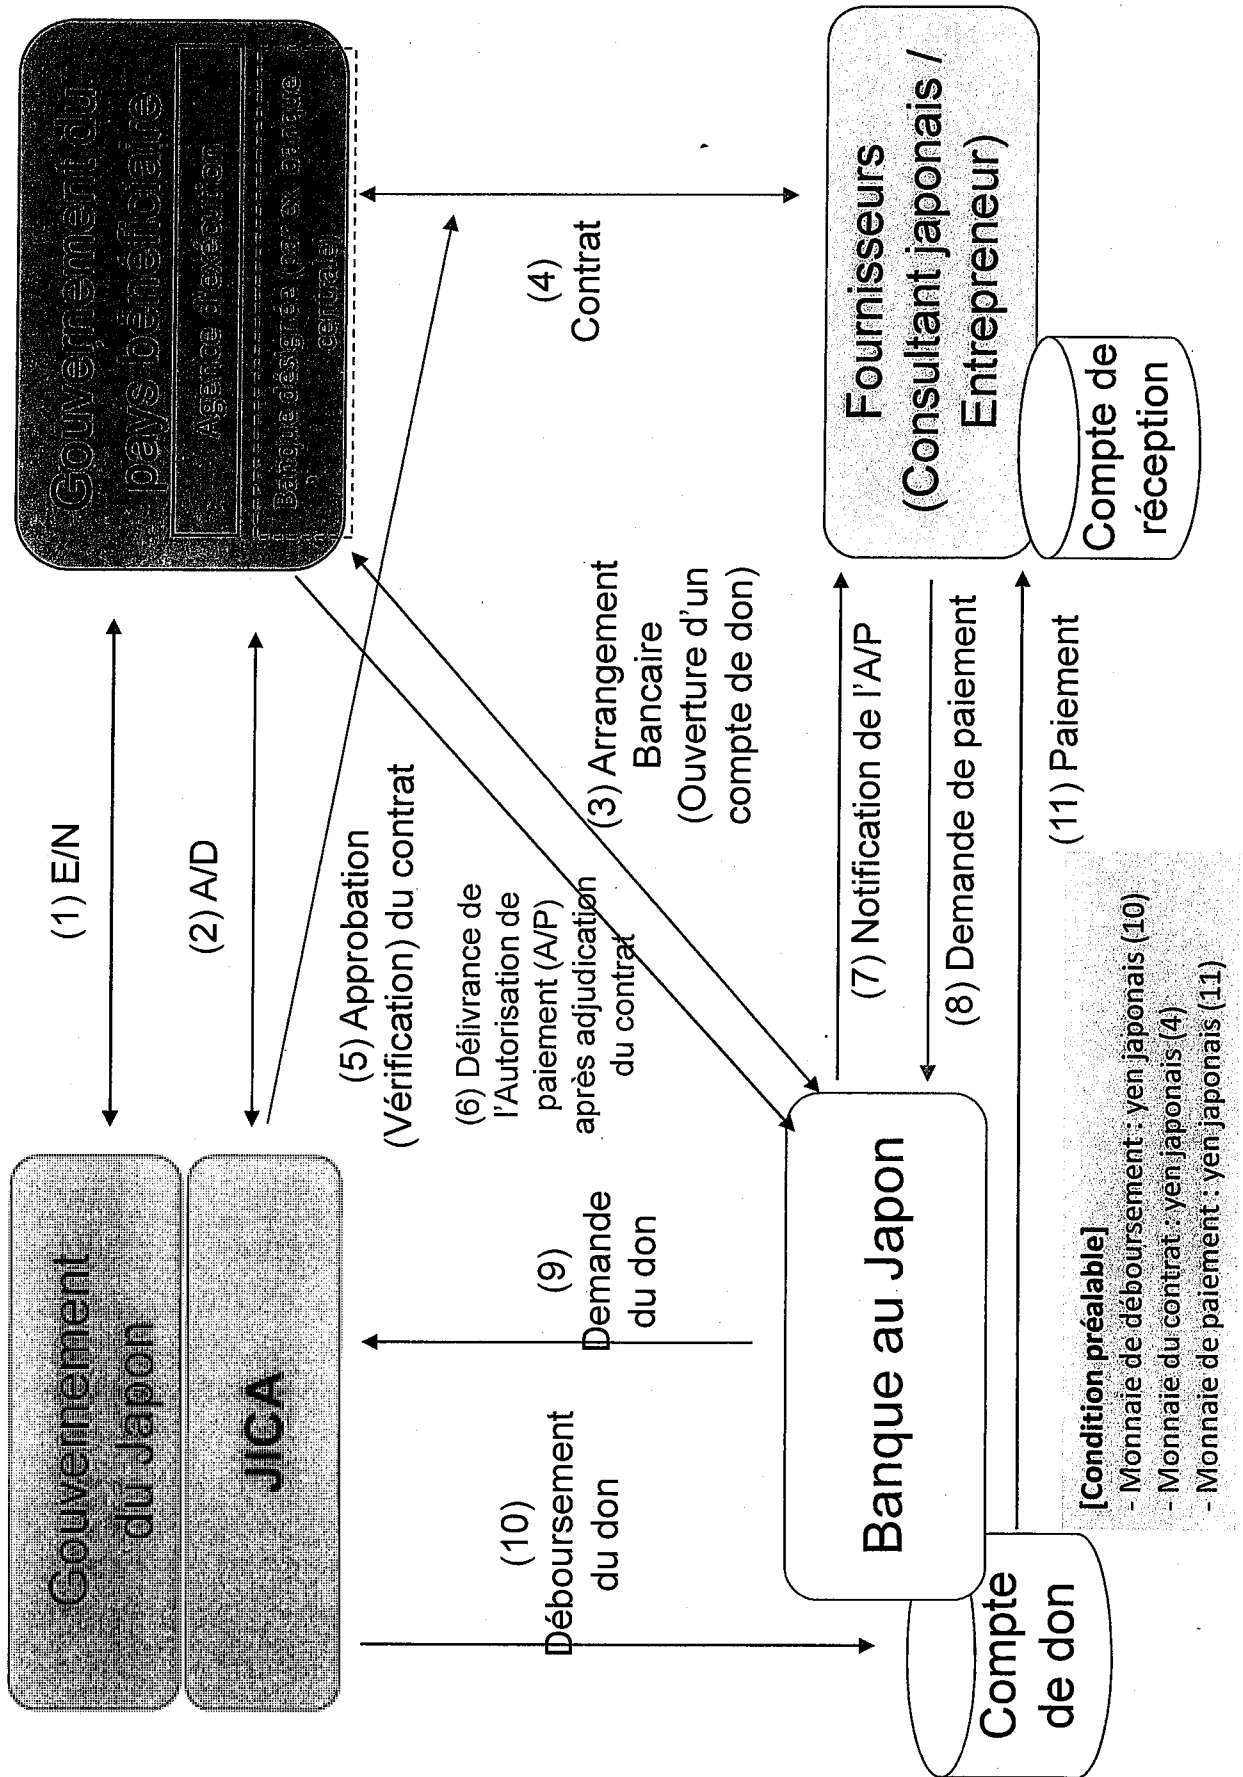 Gouvernement
du Japon
JICA
(1) E/N
(2) A/D
Gouvernement du
pays bénéficiaire
Agence d'exécution
Banque désignée (par ex. banque
centrale)
(5) Approbation
(Vérification) du contrat
(6) Délivrance de
l'Autorisation de
paiement (A/P)
après adjudication
du contrat
(3) Arrangement
Bancaire
(Ouverture d'un
compte de don)
(4)
Contrat
(9)
Demande
du don
(10)
Déboursement
du don
Banque au Japon
Compte
de don
(7) Notification de l'A/P
(8) Demande de paiement
(11) Paiement
Fournisseurs
(Consultant japonais /
Entrepreneur)
Compte de
réception
[Condition préalable]
- Monnaie de déboursement : yen japonais (10)
- Monnaie du contrat : yen japonais (4)
- Monnaie de paiement : yen japonais (11)